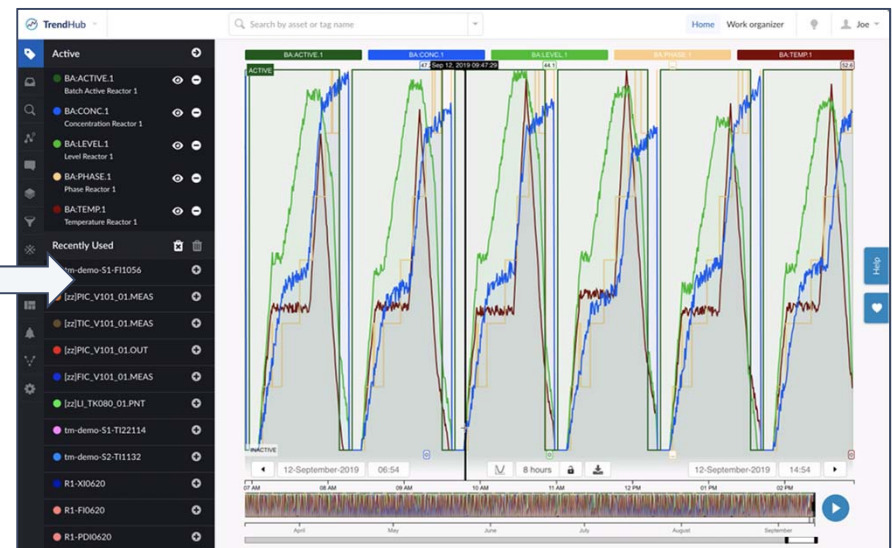 TrendHub
Search by asset or tag name
Home Work organizer Joe
Active
BA:ACTIVE.1
Batch Active Reactor 1
BA:CONC.1
Concentration Reactor 1
BA:LEVEL.1
Level Reactor 1
BA:PHASE.1
Phase Reactor 1
BA:TEMP.1
Temperature Reactor 1
Recently Used
tm-demo-S1-FI1056
[zz]PIC_V101_01.MEAS
[zz]TIC_V101_01.MEAS
[zz]PIC_V101_01.OUT
[zz]FIC_V101_01.MEAS
[zz]LI_TK080_01.PNT
tm-demo-S1-TI22114
tm-demo-S2-TI1132
R1-XI0620
R1-FI0620
R1-PDI0620
BA:ACTIVE.1 BA:CONC.1 BA:LEVEL.1 BA:PHASE.1 BA:TEMP.1
Sep 12, 2019 09:47:29 44.1 52.6
ACTIVE
INACTIVE
12-September-2019 06:54 8 hours 12-September-2019 14:54
07 AM 08 AM 09 AM 10 AM 11 AM 12 PM 01 PM 02 PM
April May June July August September
Help